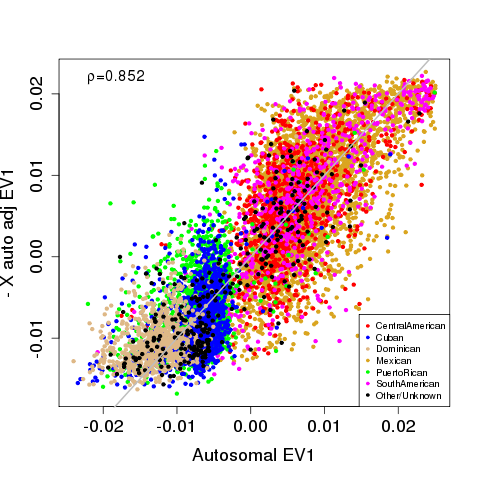 ρ=0.852
0.02
0.01
0.00
-0.01
- X auto adj EV1
-0.02 -0.01 0.00 0.01 0.02
Autosomal EV1
CentralAmerican
Cuban
Dominican
Mexican
PuertoRican
SouthAmerican
Other/Unknown